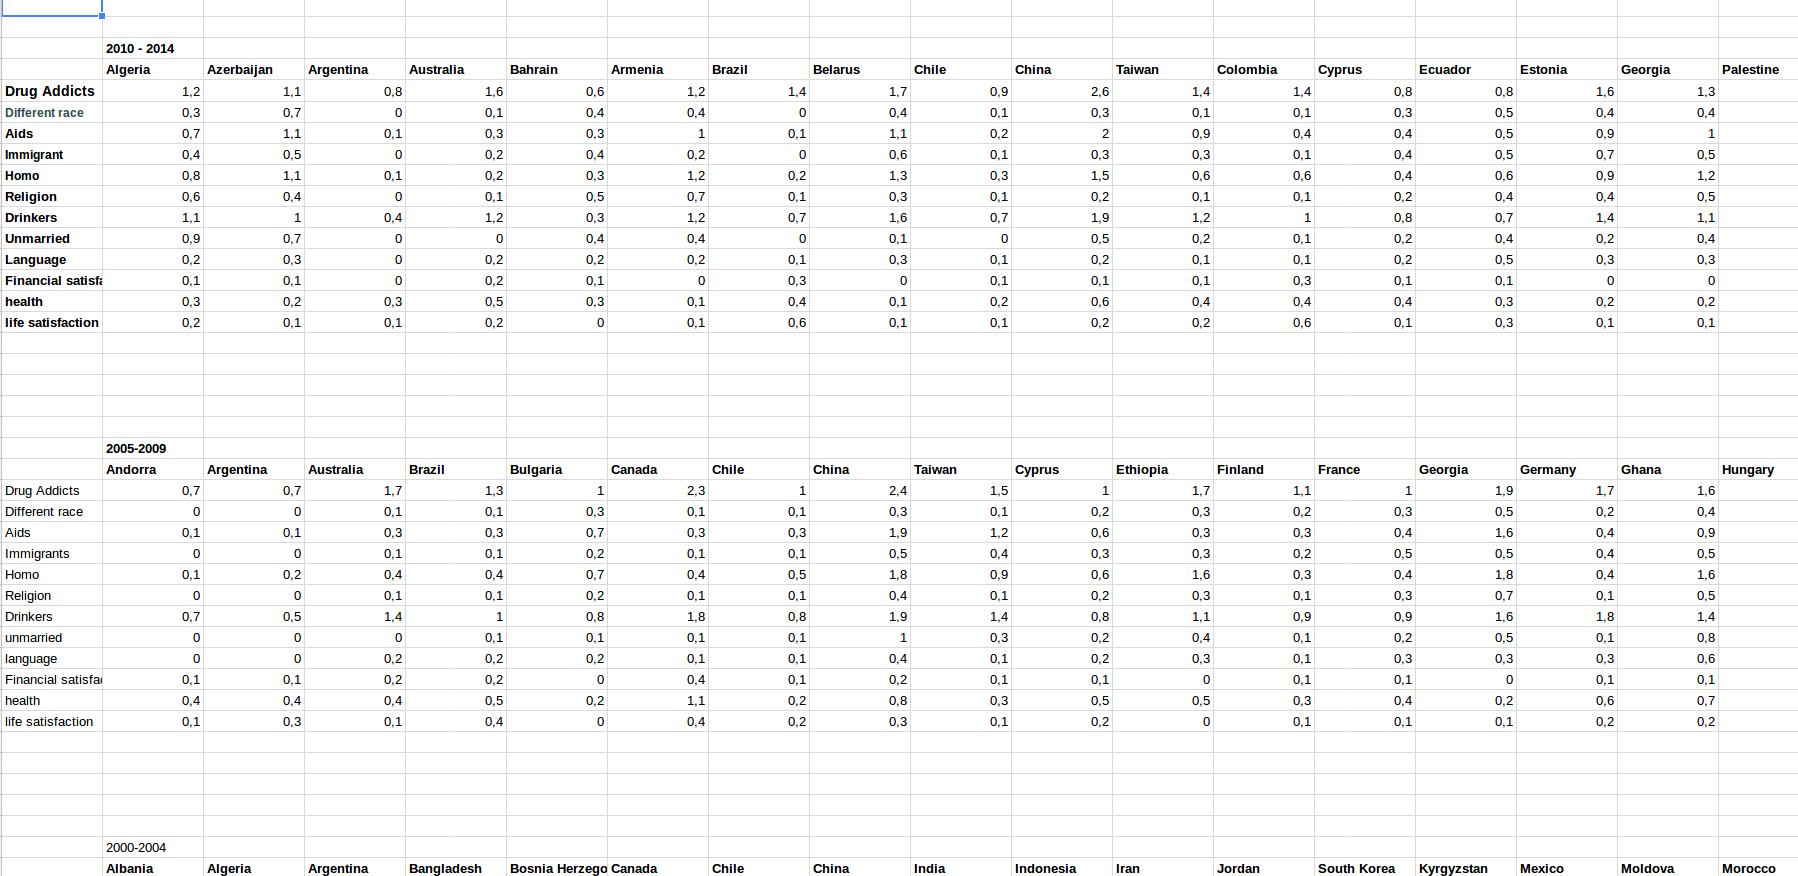 2010 - 2014
Algeria Azerbaijan Argentina Australia Bahrain Armenia Brazil Belarus Chile China Taiwan Colombia Cyprus Ecuador Estonia Georgia Palestine
Drug Addicts 1,2 1,1 0,8 1,6 0,6 1,2 1,4 1,7 0,9 2,6 1,4 1,4 0,8 0,8 1,6 1,3
Different race 0,3 0,7 0 0,1 0,4 0,4 0 0,4 0,1 0,3 0,1 0,1 0,3 0,5 0,4 0,4
Aids 0,7 1,1 0,1 0,3 0,3 1 0,1 1,1 0,2 2 0,9 0,4 0,4 0,5 0,9 1
Immigrant 0,4 0,5 0 0,2 0,4 0,2 0 0,6 0,1 0,3 0,3 0,1 0,4 0,5 0,7 0,5
Homo 0,8 1,1 0,1 0,2 0,3 1,2 0,2 1,3 0,3 1,5 0,6 0,6 0,4 0,6 0,9 1,2
Religion 0,6 0,4 0 0,1 0,5 0,7 0,1 0,3 0,1 0,2 0,1 0,1 0,2 0,4 0,4 0,5
Drinkers 1,1 1 0,4 1,2 0,3 1,2 0,7 1,6 0,7 1,9 1,2 1 0,8 0,7 1,4 1,1
Unmarried 0,9 0,7 0 0 0,4 0,4 0 0,1 0 0,5 0,2 0,1 0,2 0,4 0,2 0,4
Language 0,2 0,3 0 0,2 0,2 0,2 0,1 0,3 0,1 0,2 0,1 0,1 0,2 0,5 0,3 0,3
Financial satisfa 0,1 0,1 0 0,2 0,1 0 0,3 0 0,1 0,1 0,1 0,3 0,1 0,1 0 0
health 0,3 0,2 0,3 0,5 0,3 0,1 0,4 0,1 0,2 0,6 0,4 0,4 0,4 0,3 0,2 0,2
life satisfaction 0,2 0,1 0,1 0,2 0 0,1 0,6 0,1 0,1 0,2 0,2 0,6 0,1 0,3 0,1 0,1
2005-2009
Andorra Argentina Australia Brazil Bulgaria Canada Chile China Taiwan Cyprus Ethiopia Finland France Georgia Germany Ghana Hungary
Drug Addicts 0,7 0,7 1,7 1,3 1 2,3 1 2,4 1,5 1 1,7 1,1 1 1,9 1,7 1,6
Different race 0 0 0,1 0,1 0,3 0,1 0,1 0,3 0,1 0,2 0,3 0,2 0,3 0,5 0,2 0,4
Aids 0,1 0,1 0,3 0,3 0,7 0,3 0,3 1,9 1,2 0,6 0,3 0,3 0,4 1,6 0,4 0,9
Immigrants 0 0 0,1 0,1 0,2 0,1 0,1 0,5 0,4 0,3 0,3 0,2 0,5 0,5 0,4 0,5
Homo 0,1 0,2 0,4 0,4 0,7 0,4 0,5 1,8 0,9 0,6 1,6 0,3 0,4 1,8 0,4 1,6
Religion 0 0 0,1 0,1 0,2 0,1 0,1 0,4 0,1 0,2 0,3 0,1 0,3 0,7 0,1 0,5
Drinkers 0,7 0,5 1,4 1 0,8 1,8 0,8 1,9 1,4 0,8 1,1 0,9 0,9 1,6 1,8 1,4
unmarried 0 0 0 0,1 0,1 0,1 0,1 1 0,3 0,2 0,4 0,1 0,2 0,5 0,1 0,8
language 0 0 0,2 0,2 0,2 0,1 0,1 0,4 0,1 0,2 0,3 0,1 0,3 0,3 0,3 0,6
Financial satisfac 0,1 0,1 0,2 0,2 0 0,4 0,1 0,2 0,1 0,1 0 0,1 0,1 0 0,1 0,1
health 0,4 0,4 0,4 0,5 0,2 1,1 0,2 0,8 0,3 0,5 0,5 0,3 0,4 0,2 0,6 0,7
life satisfaction 0,1 0,3 0,1 0,4 0 0,4 0,2 0,3 0,1 0,2 0 0,1 0,1 0,1 0,2 0,2
2000-2004
Albania Algeria Argentina Bangladesh Bosnia Herzego Canada Chile China India Indonesia Iran Jordan South Korea Kyrgyzstan Mexico Moldova Morocco